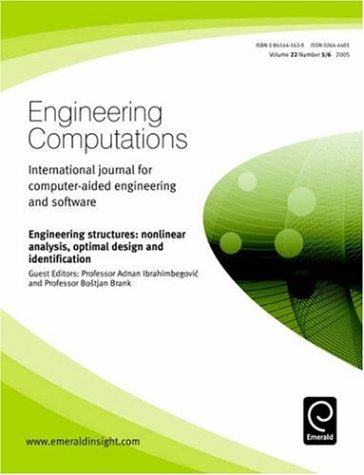 ISBN 1-84544-563-X ISSN 0264-4401
Volume 22 Number 5/6 2005
Engineering
Computations
International journal for
computer-aided engineering
and software
Engineering structures: nonlinear
analysis, optimal design and
identification
Guest Editors: Professor Adnan Ibrahimbegović
and Professor Boštjan Brank
www.emeraldinsight.com
Emerald